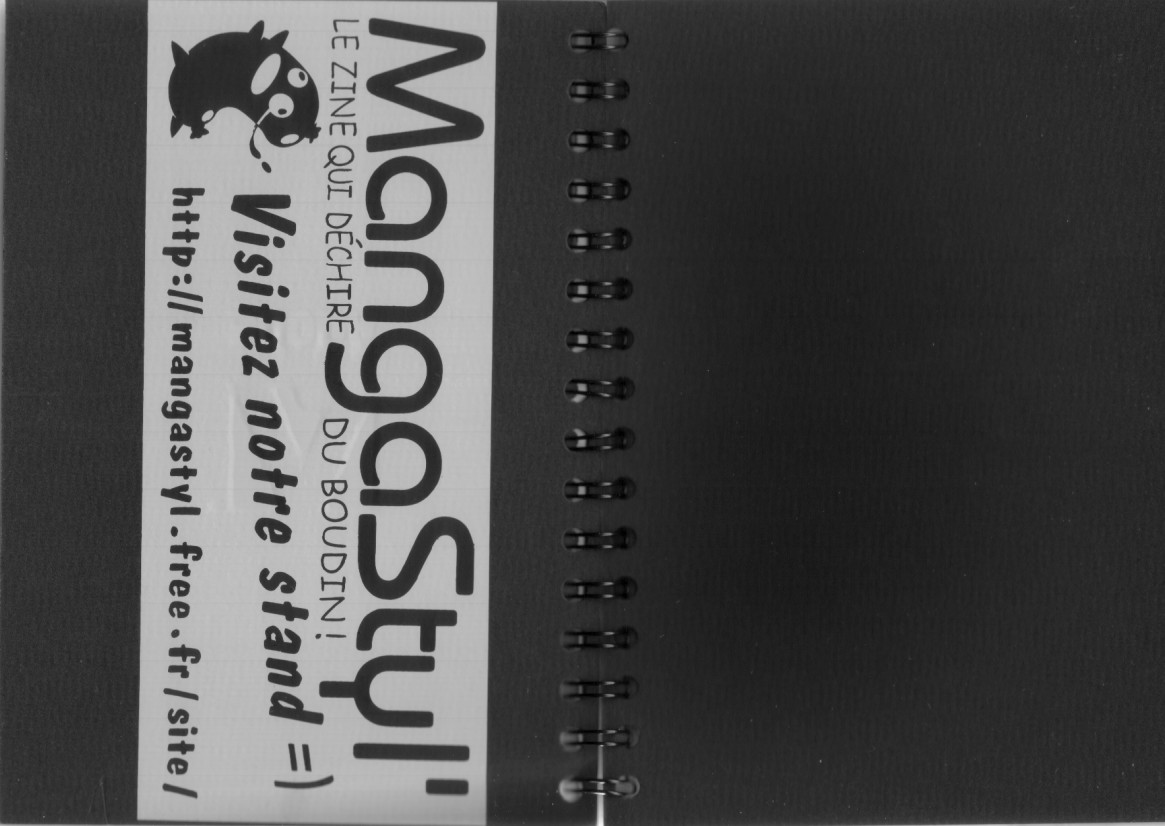 MangaStyl'
LE ZINE QUI DÉCHIRE DU BOUDIN!
Visitez notre stand =)
http://mangastyl.free.fr/site/